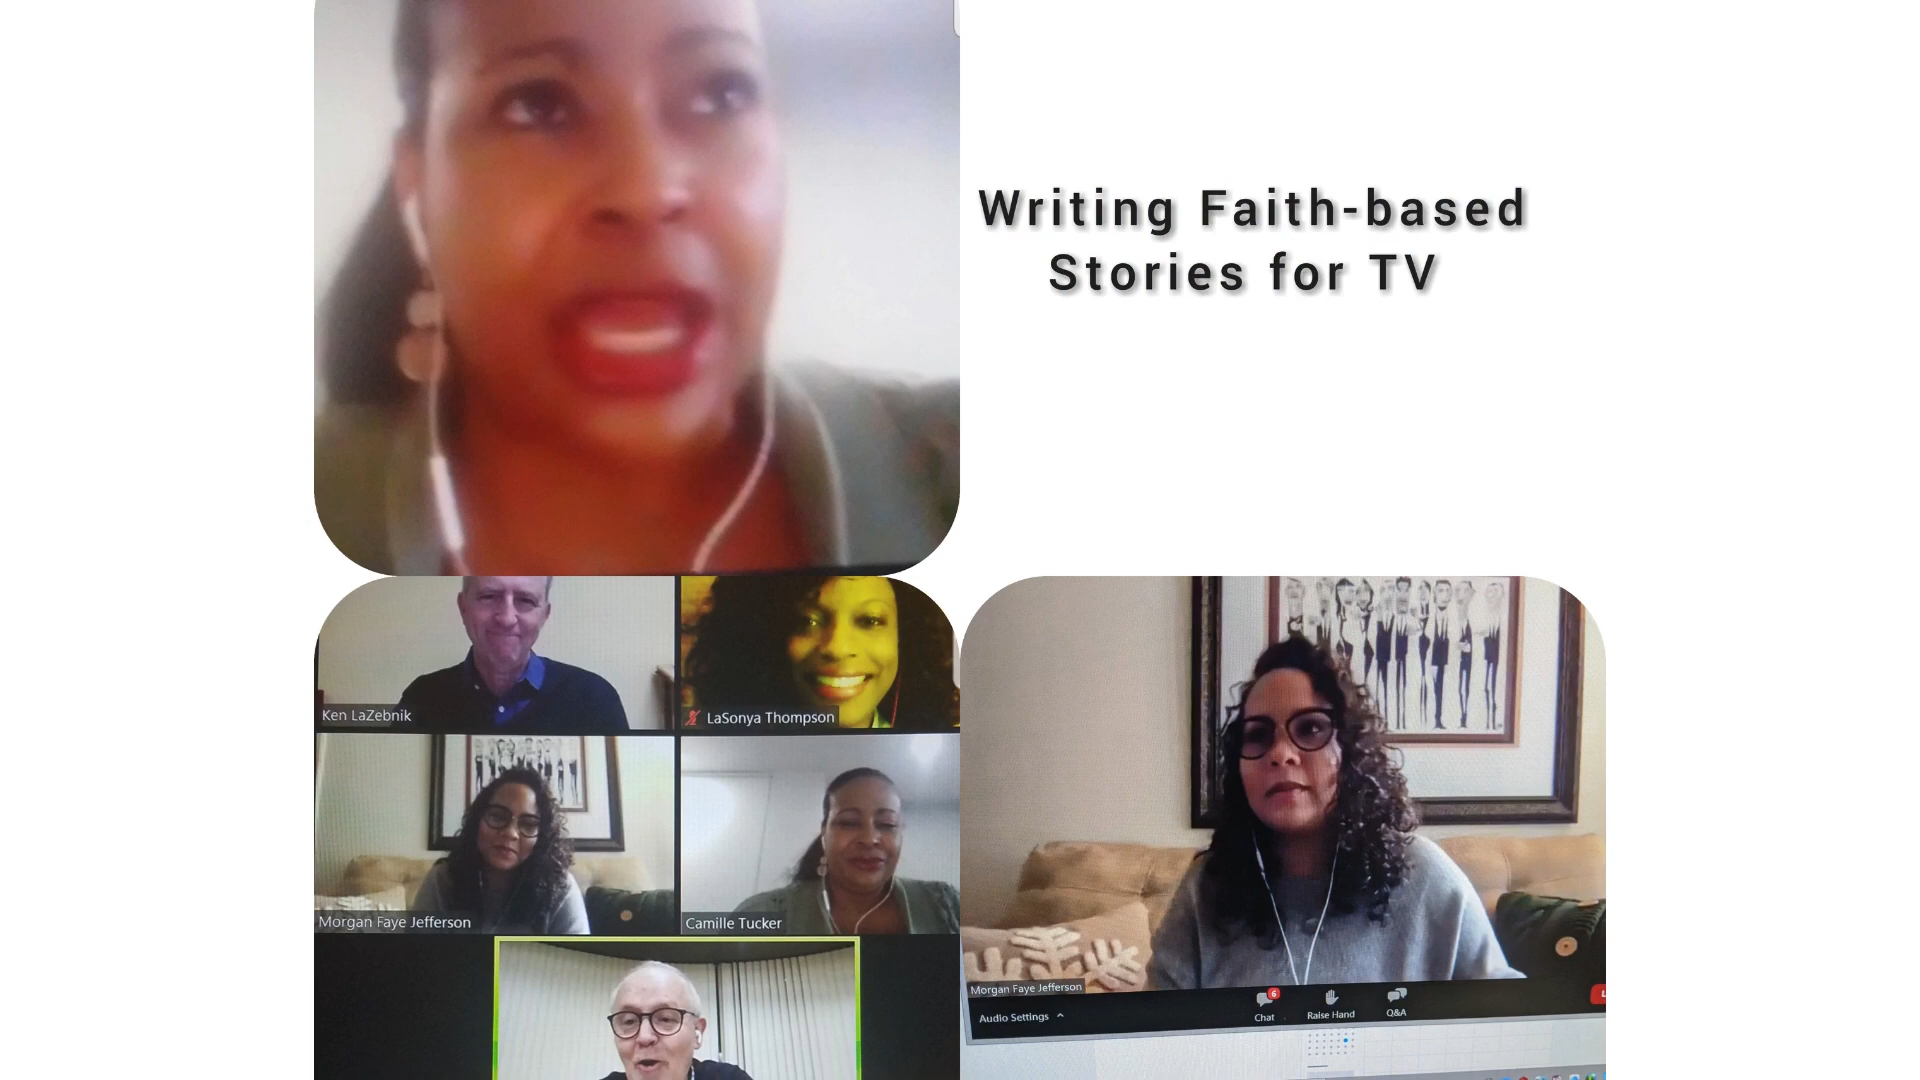 Writing Faith-based
Stories for TV
Ken LaZebnik
LaSonya Thompson
Morgan Faye Jefferson
Camille Tucker
Morgan Faye Jefferson
Audio Settings
6
Chat
Raise Hand
Q&A
L